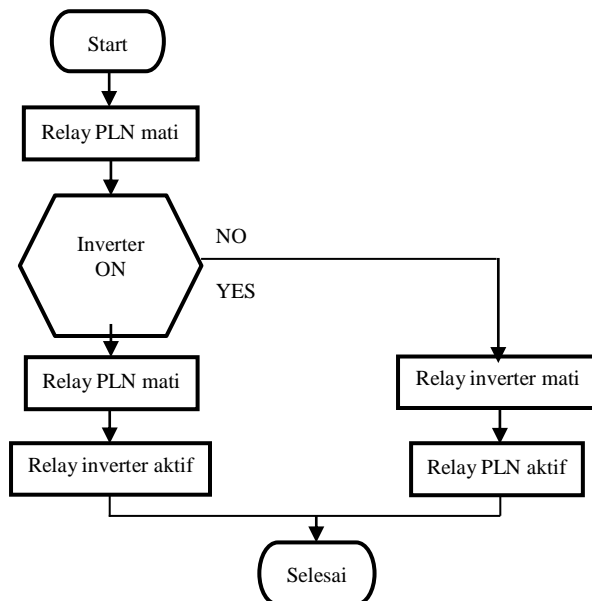 Start
Relay PLN mati
Inverter
ON
NO
YES
Relay PLN mati
Relay inverter mati
Relay inverter aktif
Relay PLN aktif
Selesai